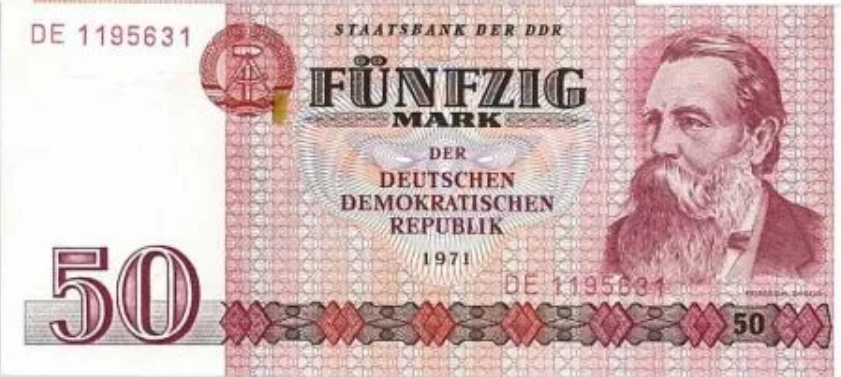 DE 1195631
STAATSBANK DER DDR
FÜNFZIG
MARK
DER
DEUTSCHEN
DEMOKRATISCHEN
REPUBLIK
1971
DE 1195631
50
50